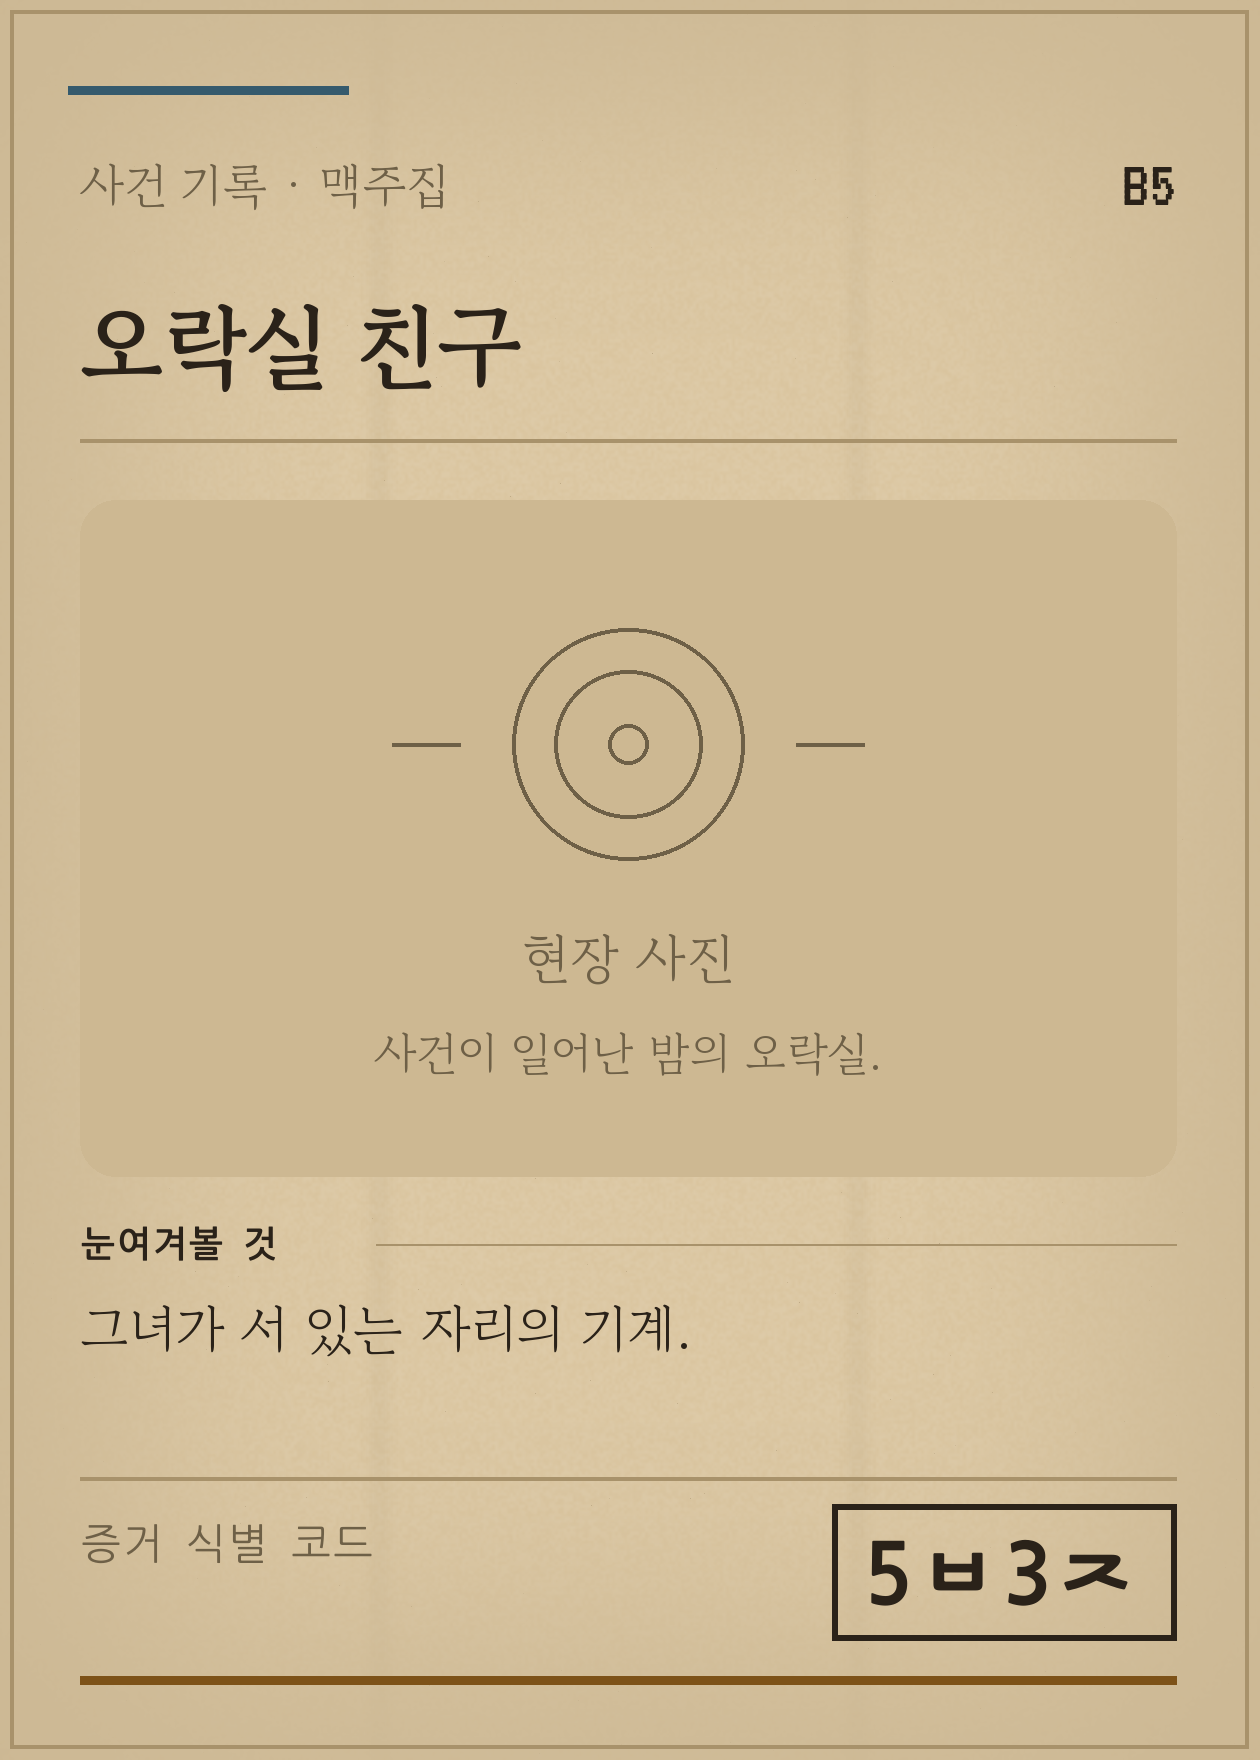 사건 기록 · 맥주집
B5
오락실 친구
현장 사진
사건이 일어난 밤의 오락실.
눈여겨볼 것
그녀가 서 있는 자리의 기계.
증거 식별 코드
5ㅂ3ㅈ